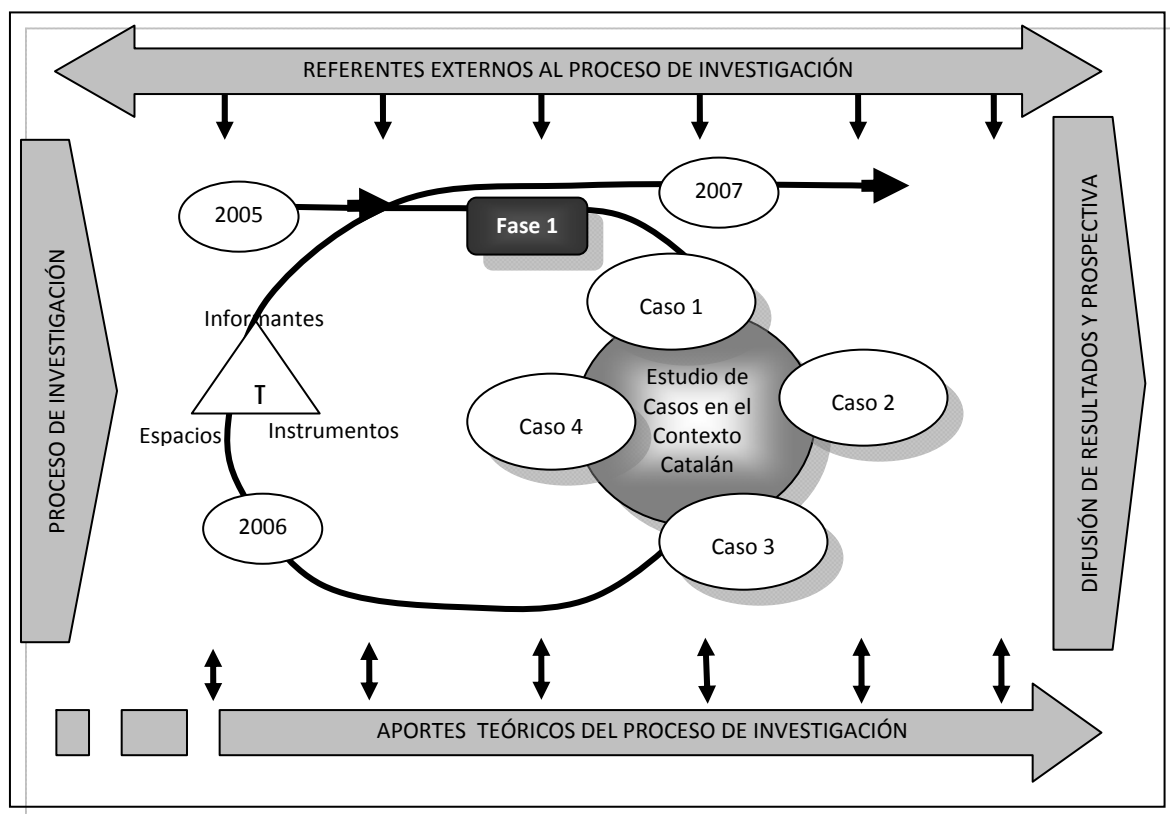 REFERENTES EXTERNOS AL PROCESO DE INVESTIGACIÓN
PROCESO DE INVESTIGACIÓN
2005
Fase 1
2007
Caso 1
Informantes
T
Espacios
Instrumentos
Estudio de
Casos en el
Contexto
Catalán
Caso 2
Caso 4
Caso 3
2006
DIFUSIÓN DE RESULTADOS Y PROSPECTIVA
APORTES TEÓRICOS DEL PROCESO DE INVESTIGACIÓN